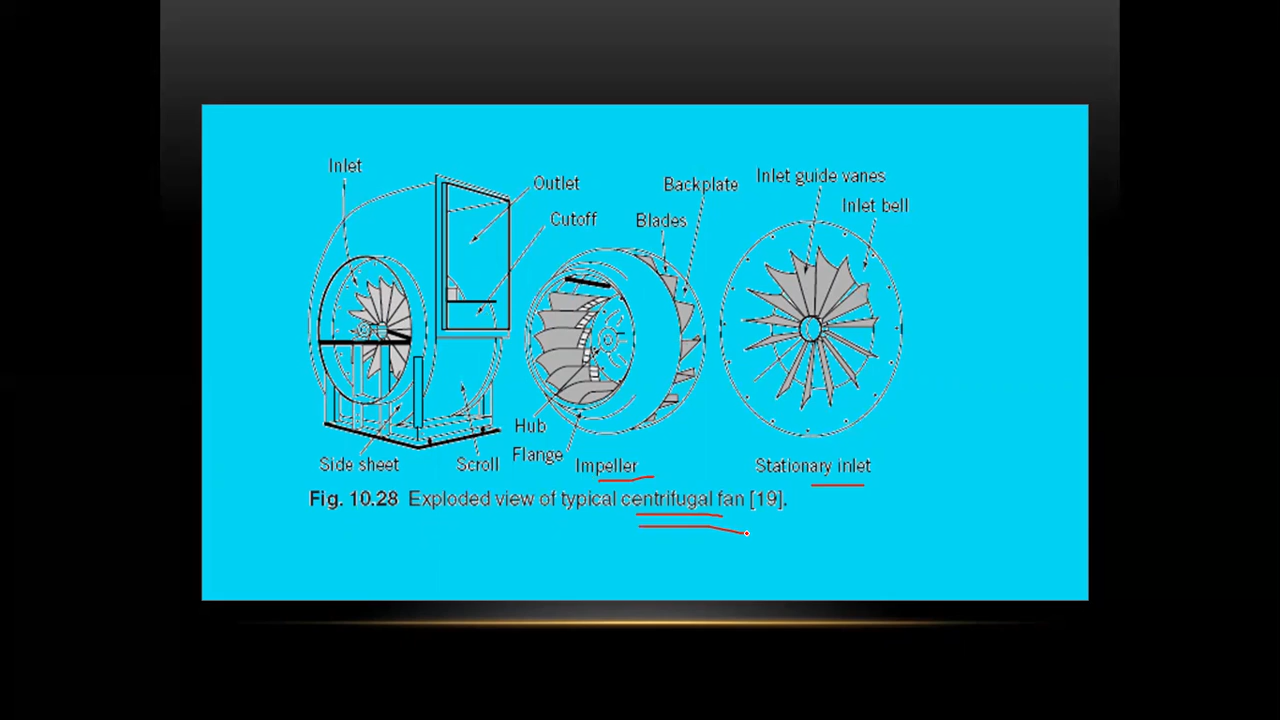 Inlet
Outlet
Cutoff
Backplate
Blades
Inlet guide vanes
Inlet bell
Hub
Flange
Side sheet
Scroll
Impeller
Stationary inlet
Fig. 10.28 Exploded view of typical centrifugal fan [19].